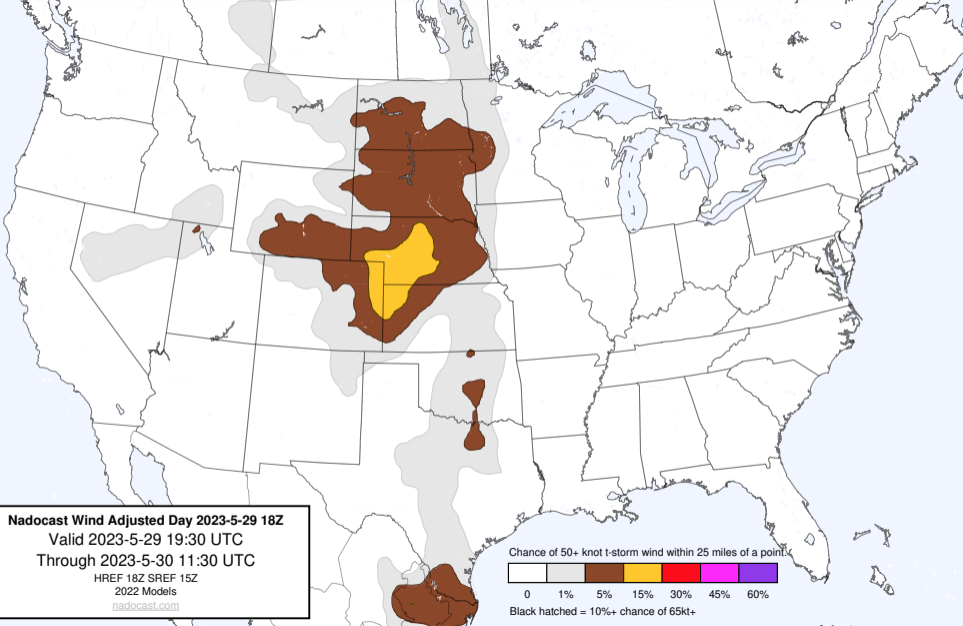 Nadocast Wind Adjusted Day 2023-5-29 18Z
Valid 2023-5-29 19:30 UTC
Through 2023-5-30 11:30 UTC
HREF 18Z SREF 15Z
2022 Models
nadocast.com
Chance of 50+ knot t-storm wind within 25 miles of a point.
0 1% 5% 15% 30% 45% 60%
Black hatched = 10%+ chance of 65kt+